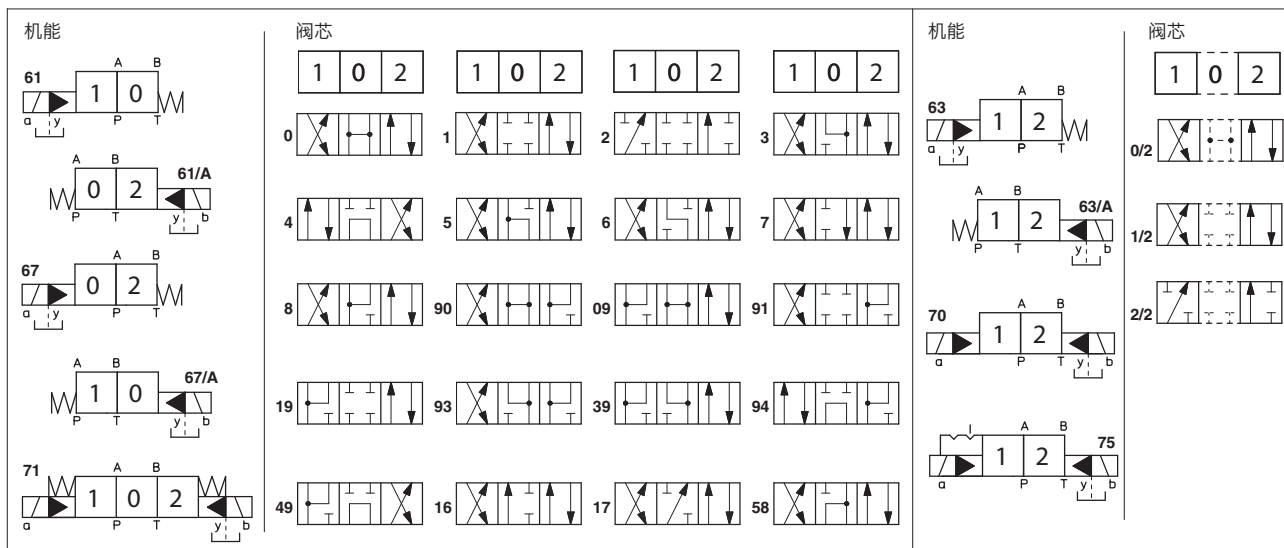 机能
阀芯
机能
阀芯
61
A B
1 0
a y P T
A B
61/A
0 2
P T y b
67
A B
0 2
a y P T
A B
67/A
1 0
P T y b
71
A B
1 0 2
a P T y b
1 0 2
1 0 2
1 0 2
1 0 2
0
1
2
3
4
5
6
7
8
90
09
91
19
93
39
94
49
16
17
58
63
A B
1 2
a y P T
A B
63/A
1 2
P T y b
70
A B
1 2
a P T y b
75
A B
1 2
a P T y b
1 0 2
0/2
1/2
2/2